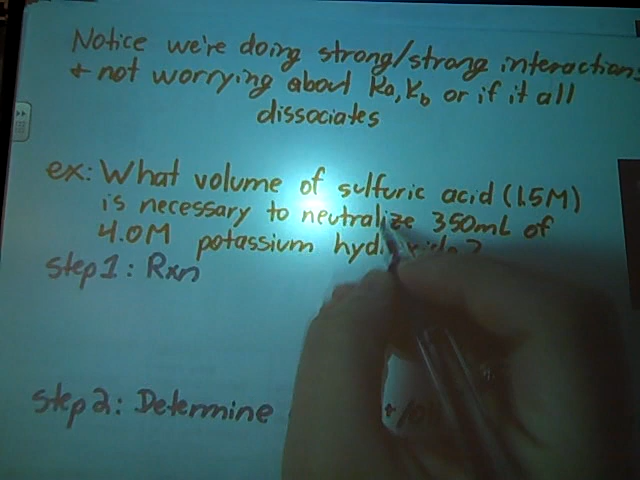 Notice we're doing strong/strong interaction
+ not worrying about Ka, Kb or if it all
dissociates
ex: What volume of sulfuric acid (1.5M)
is necessary to neutralize 350mL of
4.0M potassium
Step 1: Rxn
Step 2: Determine